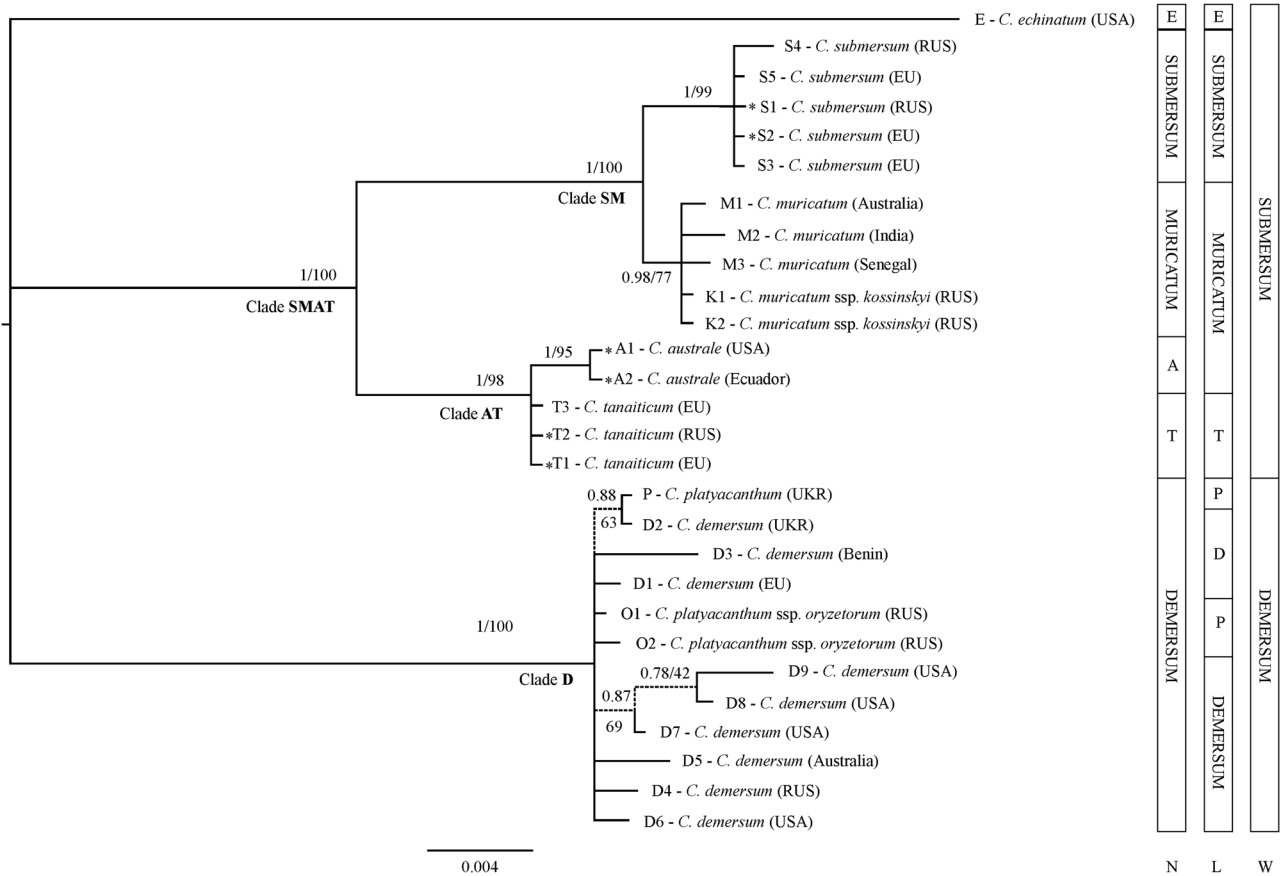 E - C. echinatum (USA)
S4 - C. submersum (RUS)
S5 - C. submersum (EU)
1/99
* S1 - C. submersum (RUS)
*S2 - C. submersum (EU)
1/100
S3 - C. submersum (EU)
Clade SM
M1 - C. muricatum (Australia)
M2 - C. muricatum (India)
M3 - C. muricatum (Senegal)
0.98/77
1/100
K1 - C. muricatum ssp. kossinskyi (RUS)
Clade SMAT
K2 - C. muricatum ssp. kossinskyi (RUS)
1/95
* A1 - C. australe (USA)
1/98
*A2 - C. australe (Ecuador)
Clade AT
T3 - C. tanaiticum (EU)
*T2 - C. tanaiticum (RUS)
*T1 - C. tanaiticum (EU)
0.88
P - C. platyacanthum (UKR)
63
D2 - C. demersum (UKR)
D3 - C. demersum (Benin)
D1 - C. demersum (EU)
O1 - C. platyacanthum ssp. oryzetorum (RUS)
1/100
O2 - C. platyacanthum ssp. oryzetorum (RUS)
Clade D
0.78/42
D9 - C. demersum (USA)
0.87
D8 - C. demersum (USA)
69
D7 - C. demersum (USA)
D5 - C. demersum (Australia)
D4 - C. demersum (RUS)
D6 - C. demersum (USA)
0.004
E
SUBMERSUM
MURICATUM
A
T
DEMERSUM
N
E
SUBMERSUM
MURICATUM
T
P
D
P
DEMERSUM
L
SUBMERSUM
DEMERSUM
W